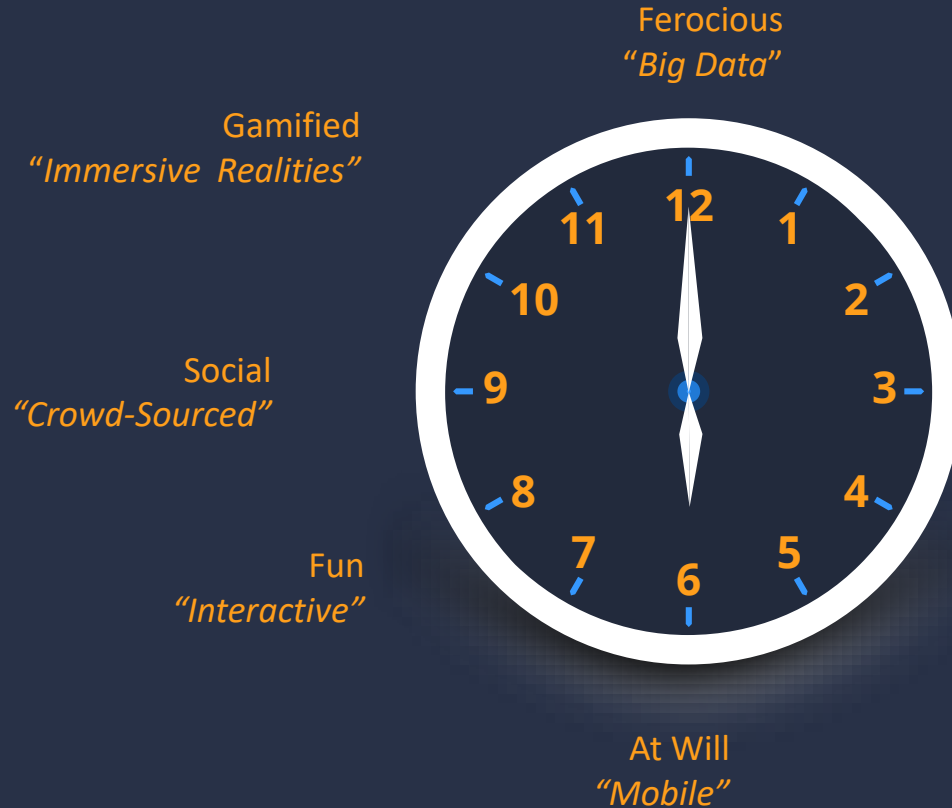 Ferocious
“Big Data”
Gamified
“Immersive Realities”
Social
“Crowd-Sourced”
Fun
“Interactive”
At Will
“Mobile”
12
1
2
3
4
5
6
7
8
9
10
11